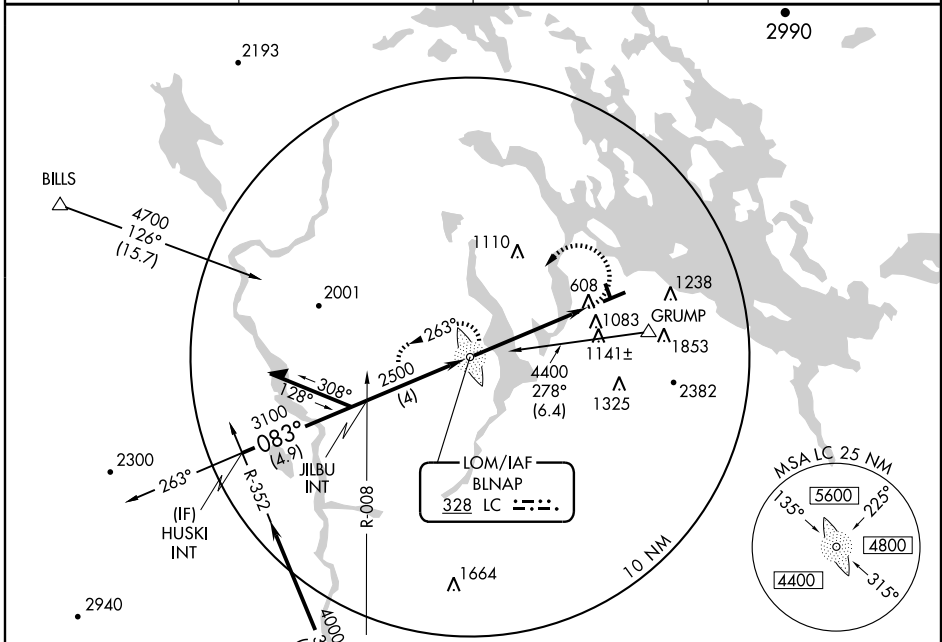 2990
2193
BILLS
4700
126°
(15.7)
1110
2001
608
1238
1083
GRUMP
1853
1141±
263°
4400
278°
(6.4)
2382
1325
2500
(4)
308°
128°
3100
083°
(4.9)
JILBU
INT
2300
263°
R-352
R-008
(IF)
HUSKI
INT
LOM/IAF
BLNAP
328 LC
10 NM
MSA LC 25 NM
135°
5600
225°
4800
4400
315°
1664
2940
4000